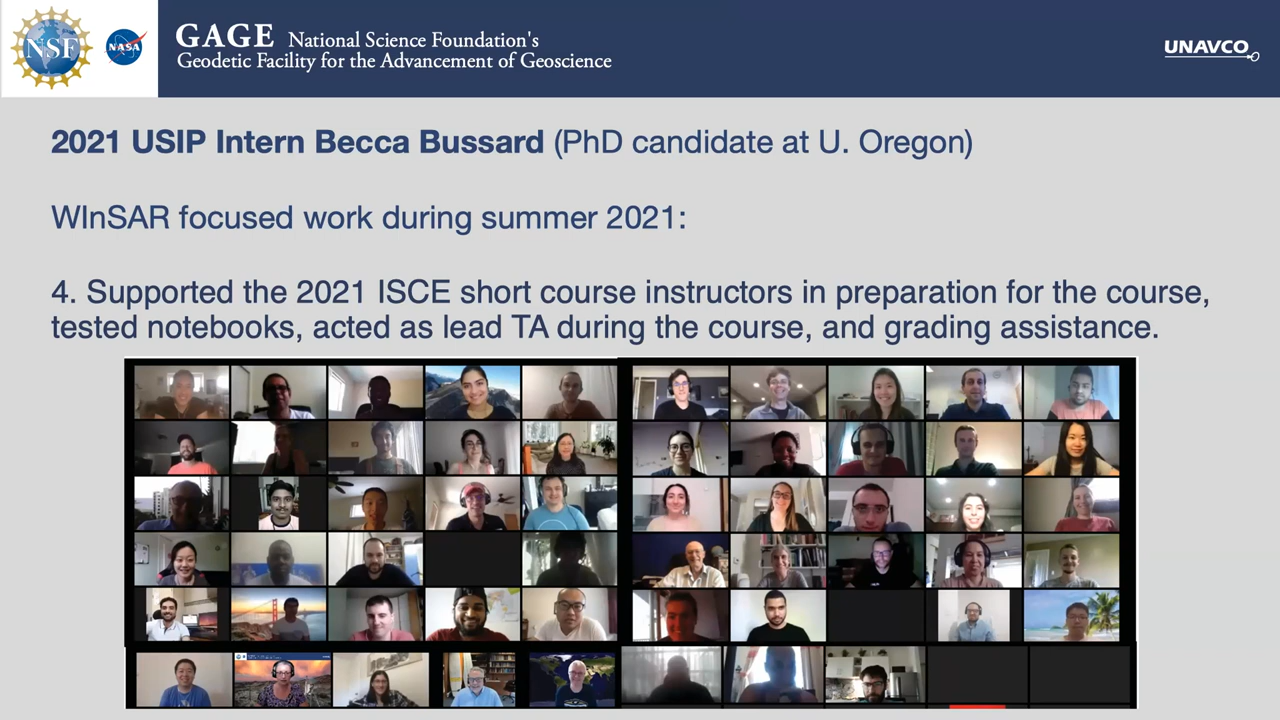 NSF
NASA
GAGE National Science Foundation's
Geodetic Facility for the Advancement of Geoscience
UNAVCO
2021 USIP Intern Becca Bussard (PhD candidate at U. Oregon)
WInSAR focused work during summer 2021:
4. Supported the 2021 ISCE short course instructors in preparation for the course,
tested notebooks, acted as lead TA during the course, and grading assistance.
GAGE